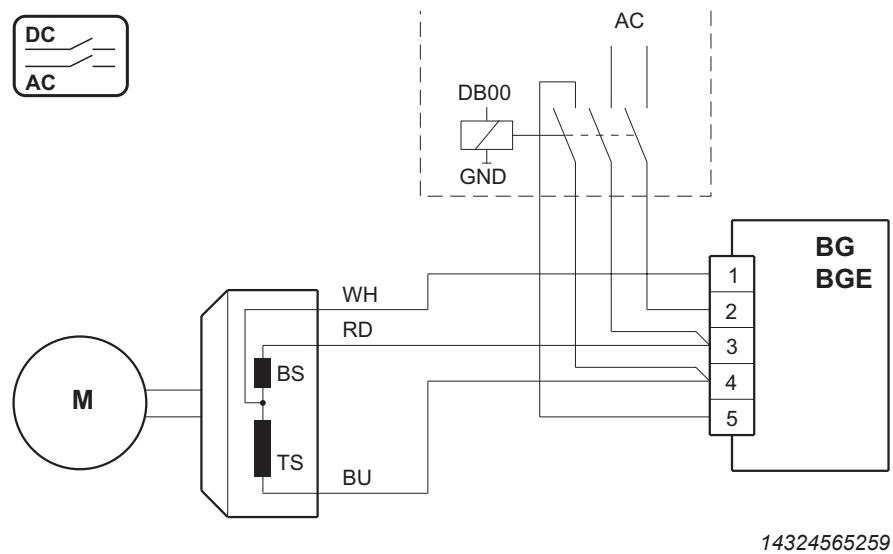 DC
AC
AC
DB00
GND
BG
BGE
1
2
3
4
5
WH
RD
BS
M
TS
BU
14324565259